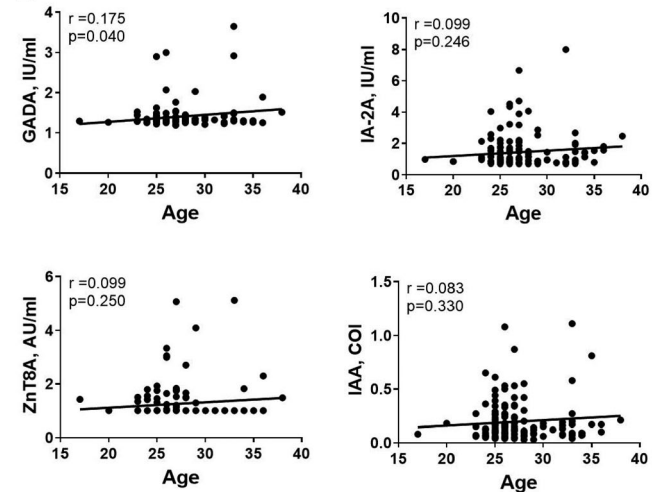 r =0.175
p=0.040
GADA, IU/ml
4
3
2
1
0
15 20 25 30 35 40
Age
r =0.099
p=0.246
IA-2A, IU/ml
10
8
6
4
2
0
15 20 25 30 35 40
Age
r =0.099
p=0.250
ZnT8A, AU/ml
6
4
2
0
15 20 25 30 35 40
Age
r =0.083
p=0.330
IAA, COI
1.5
1.0
0.5
0.0
15 20 25 30 35 40
Age